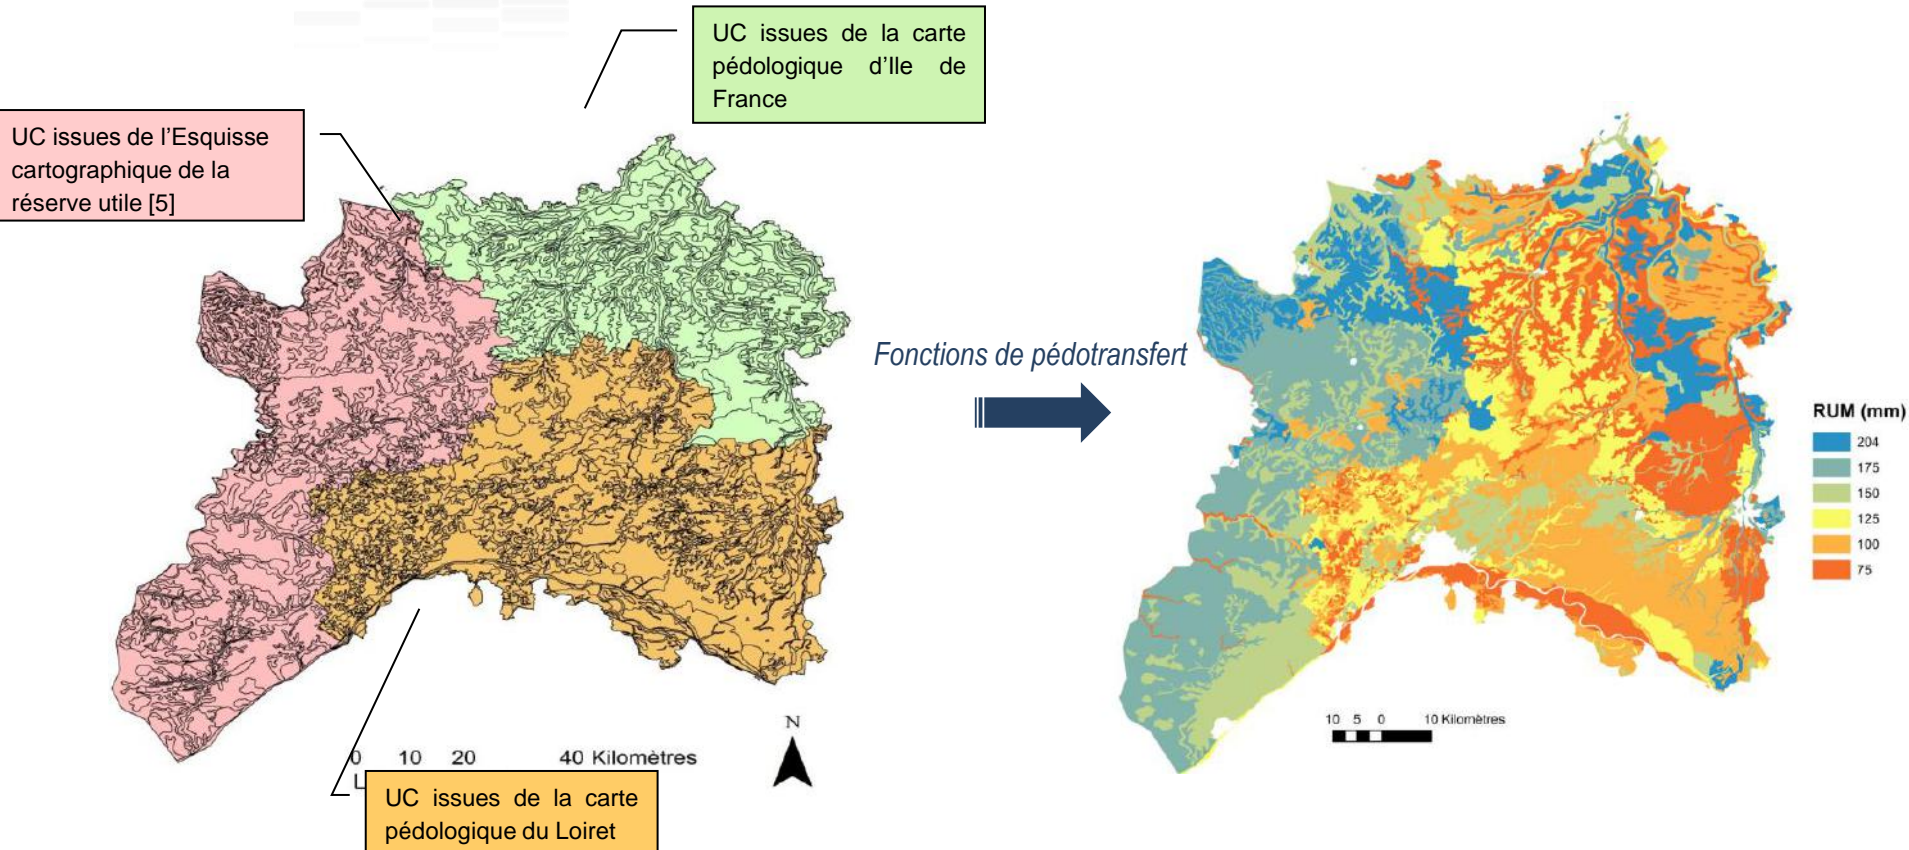 UC issues de la carte
pédologique d'Ile de
France
UC issues de l'Esquisse
cartographique de la
réserve utile [5]
Fonctions de pédotransfert
RUM (mm)
204
175
150
125
100
75
N
0 10 20 40 Kilomètres
L
10 5 0 10 Kilomètres
UC issues de la carte
pédologique du Loiret